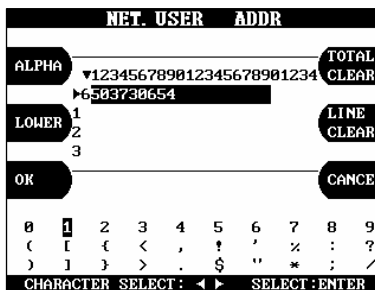 NET. USER ADDR
ALPHA
TOTAL CLEAR
▼123456789012345678901234
▶6503730654
LOWER
1
2
3
LINE CLEAR
OK
CANCE
0 1 2 3 4 5 6 7 8 9
( [ { < , ! ' % : ?
) ] } > . $ " * ; /
CHARACTER SELECT: ◀ ▶ SELECT:ENTER